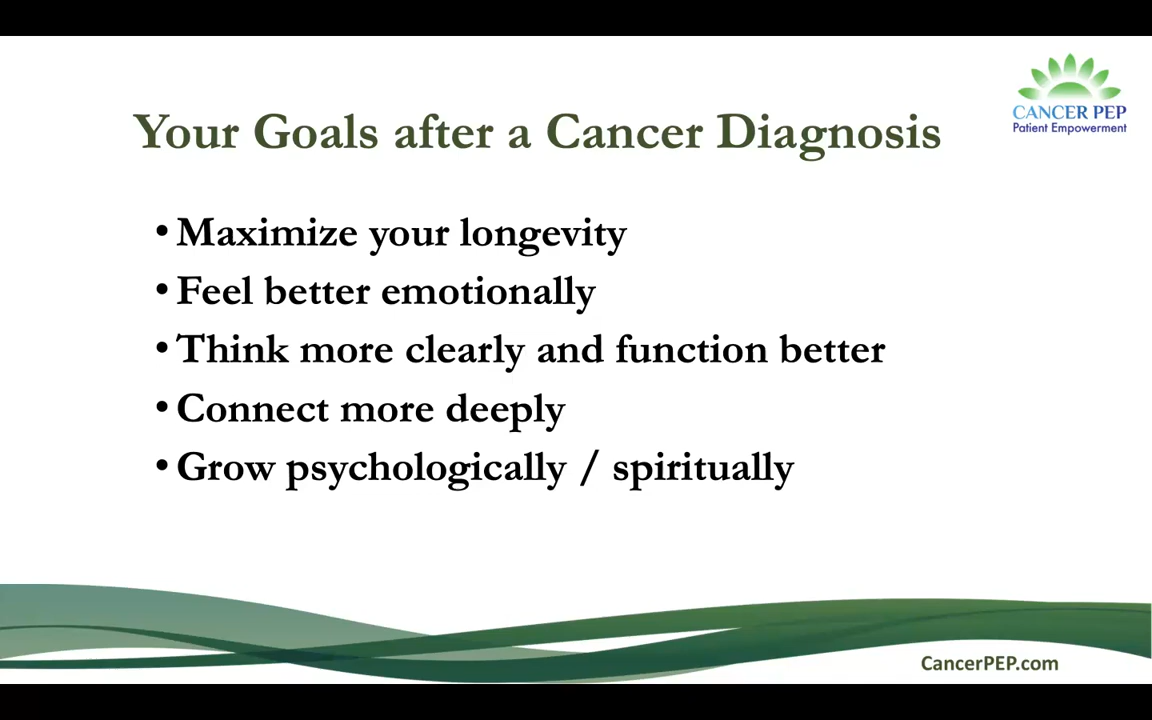 CANCER PEP
Patient Empowerment
Your Goals after a Cancer Diagnosis
• Maximize your longevity
• Feel better emotionally
• Think more clearly and function better
• Connect more deeply
• Grow psychologically / spiritually
CancerPEP.com